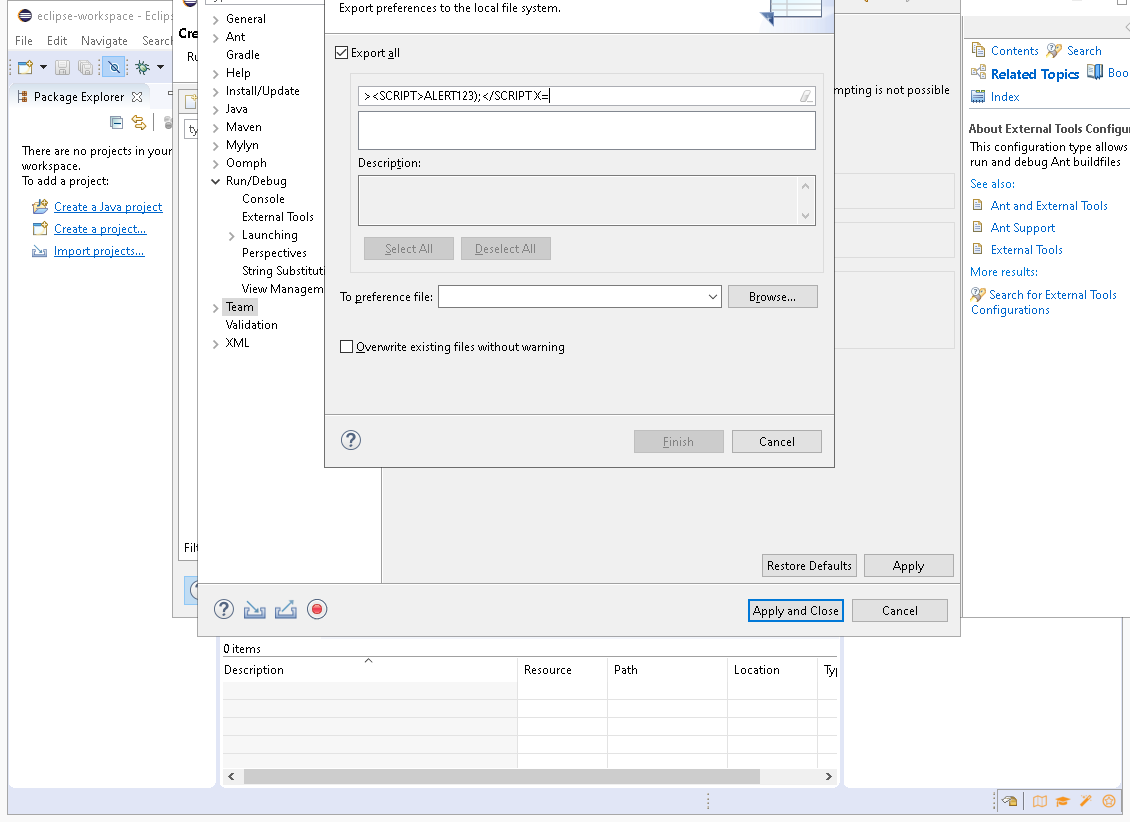 eclipse-workspace - Eclips
File Edit Navigate Search
Package Explorer
There are no projects in your
workspace.
To add a project:
Create a Java project
Create a project...
Import projects...
Cre
Ru
ty
Filt
General
Ant
Gradle
Help
Install/Update
Java
Maven
Mylyn
Oomph
Run/Debug
Console
External Tools
Launching
Perspectives
String Substituti
View Managem
Team
Validation
XML
Export preferences to the local file system.
Export all
><SCRIPT>ALERT123);</SCRIPT X=
Description:
Select All Deselect All
To preference file: Browse...
Overwrite existing files without warning
Finish Cancel
mpting is not possible
Restore Defaults Apply
Apply and Close Cancel
Contents Search
Related Topics Boo
Index
About External Tools Configur
This configuration type allows
run and debug Ant buildfiles
See also:
Ant and External Tools
Ant Support
External Tools
More results:
Search for External Tools
Configurations
0 items
Description Resource Path Location Typ